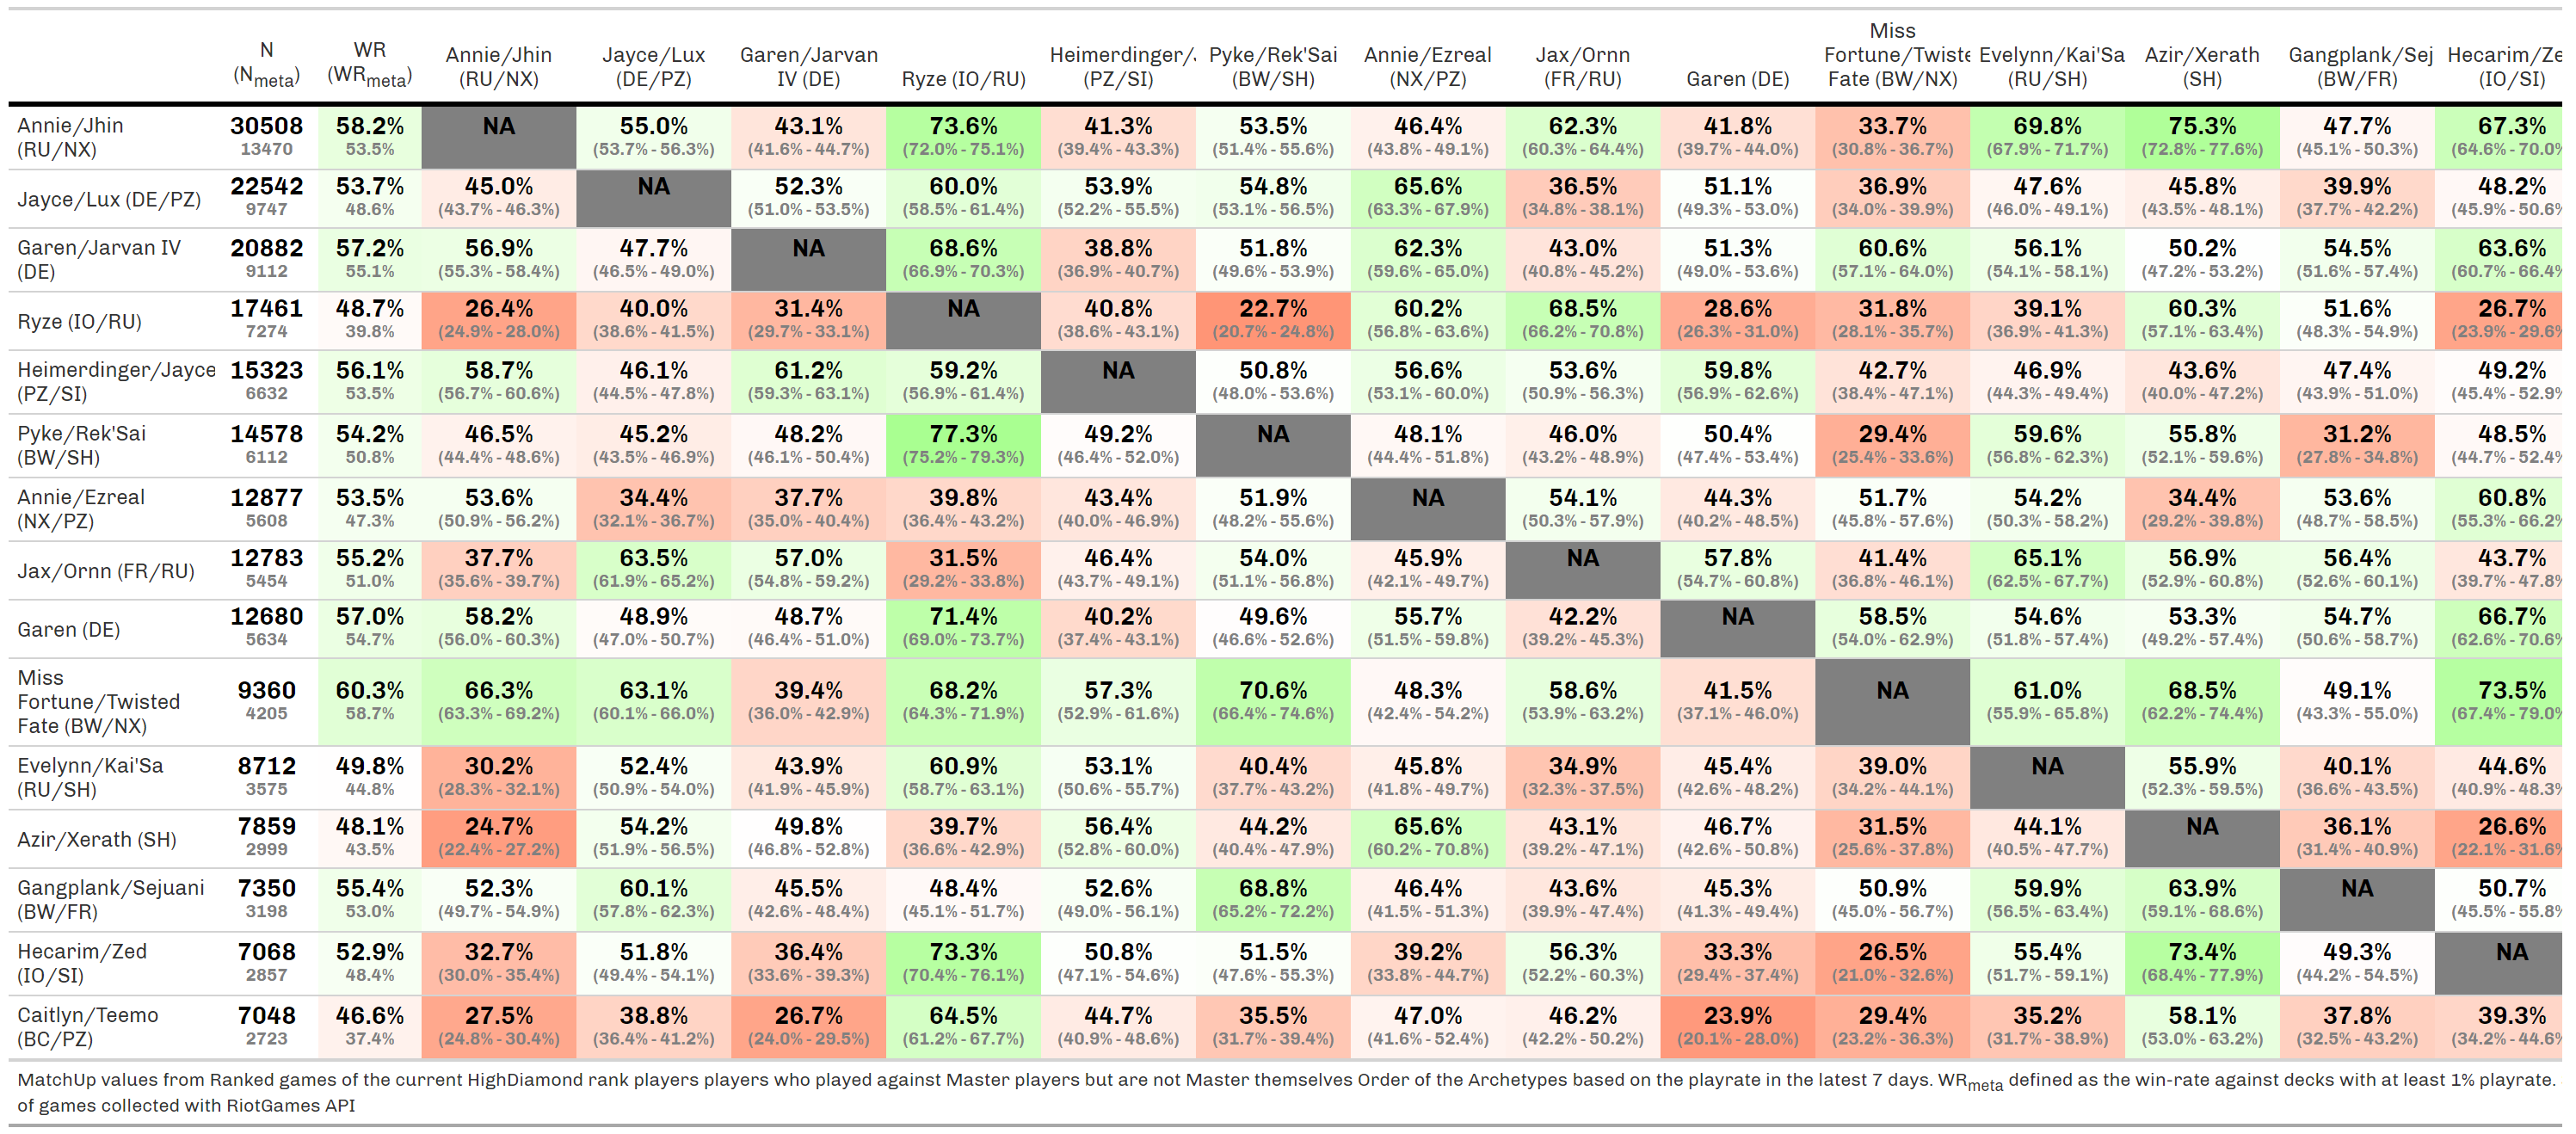 N (Nmeta) WR (WRmeta) Annie/Jhin (RU/NX) Jayce/Lux (DE/PZ) Garen/Jarvan IV (DE) Ryze (IO/RU) Heimerdinger/J (PZ/SI) Pyke/Rek'Sai (BW/SH) Annie/Ezreal (NX/PZ) Jax/Ornn (FR/RU) Garen (DE) Miss Fortune/Twiste Fate (BW/NX) Evelynn/Kai'Sa (RU/SH) Azir/Xerath (SH) Gangplank/Sej (BW/FR) Hecarim/Ze (IO/SI)
Annie/Jhin 30508 58.2% NA 55.0% 43.1% 73.6% 41.3% 53.5% 46.4% 62.3% 41.8% 33.7% 69.8% 75.3% 47.7% 67.3%
(RU/NX) 13470 53.5% (53.7% - 56.3%) (41.6% - 44.7%) (72.0% - 75.1%) (39.4% - 43.3%) (51.4% - 55.6%) (43.8% - 49.1%) (60.3% - 64.4%) (39.7% - 44.0%) (30.8% - 36.7%) (67.9% - 71.7%) (72.8% - 77.6%) (45.1% - 50.3%) (64.6% - 70.0%
Jayce/Lux (DE/PZ) 22542 53.7% 45.0% NA 52.3% 60.0% 53.9% 54.8% 65.6% 36.5% 51.1% 36.9% 47.6% 45.8% 39.9% 48.2%
9747 48.6% (43.7% - 46.3%) (51.0% - 53.5%) (58.5% - 61.4%) (52.2% - 55.5%) (53.1% - 56.5%) (63.3% - 67.9%) (34.8% - 38.1%) (49.3% - 53.0%) (34.0% - 39.9%) (46.0% - 49.1%) (43.5% - 48.1%) (37.7% - 42.2%) (45.9% - 50.6%
Garen/Jarvan IV 20882 57.2% 56.9% 47.7% NA 68.6% 38.8% 51.8% 62.3% 43.0% 51.3% 60.6% 56.1% 50.2% 54.5% 63.6%
(DE) 9112 55.1% (55.3% - 58.4%) (46.5% - 49.0%) (66.9% - 70.3%) (36.9% - 40.7%) (49.6% - 53.9%) (59.6% - 65.0%) (40.8% - 45.2%) (49.0% - 53.6%) (57.1% - 64.0%) (54.1% - 58.1%) (47.2% - 53.2%) (51.6% - 57.4%) (60.7% - 66.4%
Ryze (IO/RU) 17461 48.7% 26.4% 40.0% 31.4% NA 40.8% 22.7% 60.2% 68.5% 28.6% 31.8% 39.1% 60.3% 51.6% 26.7%
7274 39.8% (24.9% - 28.0%) (38.6% - 41.5%) (29.7% - 33.1%) (38.6% - 43.1%) (20.7% - 24.8%) (56.8% - 63.6%) (66.2% - 70.8%) (26.3% - 31.0%) (28.1% - 35.7%) (36.9% - 41.3%) (57.1% - 63.4%) (48.3% - 54.9%) (23.9% - 29.6%
Heimerdinger/Jayce 15323 56.1% 58.7% 46.1% 61.2% 59.2% NA 50.8% 56.6% 53.6% 59.8% 42.7% 46.9% 43.6% 47.4% 49.2%
(PZ/SI) 6632 53.5% (56.7% - 60.6%) (44.5% - 47.8%) (59.3% - 63.1%) (56.9% - 61.4%) (48.0% - 53.6%) (53.1% - 60.0%) (50.9% - 56.3%) (56.9% - 62.6%) (38.4% - 47.1%) (44.3% - 49.4%) (40.0% - 47.2%) (43.9% - 51.0%) (45.4% - 52.9%
Pyke/Rek'Sai 14578 54.2% 46.5% 45.2% 48.2% 77.3% 49.2% NA 48.1% 46.0% 50.4% 29.4% 59.6% 55.8% 31.2% 48.5%
(BW/SH) 6112 50.8% (44.4% - 48.6%) (43.5% - 46.9%) (46.1% - 50.4%) (75.2% - 79.3%) (46.4% - 52.0%) (44.4% - 51.8%) (43.2% - 48.9%) (47.4% - 53.4%) (25.4% - 33.6%) (56.8% - 62.3%) (52.1% - 59.6%) (27.8% - 34.8%) (44.7% - 52.4%
Annie/Ezreal 12877 53.5% 53.6% 34.4% 37.7% 39.8% 43.4% 51.9% NA 54.1% 44.3% 51.7% 54.2% 34.4% 53.6% 60.8%
(NX/PZ) 5608 47.3% (50.9% - 56.2%) (32.1% - 36.7%) (35.0% - 40.4%) (36.4% - 43.2%) (40.0% - 46.9%) (48.2% - 55.6%) (50.3% - 57.9%) (40.2% - 48.5%) (45.8% - 57.6%) (50.3% - 58.2%) (29.2% - 39.8%) (48.7% - 58.5%) (55.3% - 66.2%
Jax/Ornn (FR/RU) 12783 55.2% 37.7% 63.5% 57.0% 31.5% 46.4% 54.0% 45.9% NA 57.8% 41.4% 65.1% 56.9% 56.4% 43.7%
5454 51.0% (35.6% - 39.7%) (61.9% - 65.2%) (54.8% - 59.2%) (29.2% - 33.8%) (43.7% - 49.1%) (51.1% - 56.8%) (42.1% - 49.7%) (54.7% - 60.8%) (36.8% - 46.1%) (62.5% - 67.7%) (52.9% - 60.8%) (52.6% - 60.1%) (39.7% - 47.8%
Garen (DE) 12680 57.0% 58.2% 48.9% 48.7% 71.4% 40.2% 49.6% 55.7% 42.2% NA 58.5% 54.6% 53.3% 54.7% 66.7%
5634 54.7% (56.0% - 60.3%) (47.0% - 50.7%) (46.4% - 51.0%) (69.0% - 73.7%) (37.4% - 43.1%) (46.6% - 52.6%) (51.5% - 59.8%) (39.2% - 45.3%) (54.0% - 62.9%) (51.8% - 57.4%) (49.2% - 57.4%) (50.6% - 58.7%) (62.6% - 70.6%
Miss
Fortune/Twisted 9360 60.3% 66.3% 63.1% 39.4% 68.2% 57.3% 70.6% 48.3% 58.6% 41.5% NA 61.0% 68.5% 49.1% 73.5%
Fate (BW/NX) 4205 58.7% (63.3% - 69.2%) (60.1% - 66.0%) (36.0% - 42.9%) (64.3% - 71.9%) (52.9% - 61.6%) (66.4% - 74.6%) (42.4% - 54.2%) (53.9% - 63.2%) (37.1% - 46.0%) (55.9% - 65.8%) (62.2% - 74.4%) (43.3% - 55.0%) (67.4% - 79.0%
Evelynn/Kai'Sa 8712 49.8% 30.2% 52.4% 43.9% 60.9% 53.1% 40.4% 45.8% 34.9% 45.4% 39.0% NA 55.9% 40.1% 44.6%
(RU/SH) 3575 44.8% (28.3% - 32.1%) (50.9% - 54.0%) (41.9% - 45.9%) (58.7% - 63.1%) (50.6% - 55.7%) (37.7% - 43.2%) (41.8% - 49.7%) (32.3% - 37.5%) (42.6% - 48.2%) (34.2% - 44.1%) (52.3% - 59.5%) (36.6% - 43.5%) (40.9% - 48.3%
Azir/Xerath (SH) 7859 48.1% 24.7% 54.2% 49.8% 39.7% 56.4% 44.2% 65.6% 43.1% 46.7% 31.5% 44.1% NA 36.1% 26.6%
2999 43.5% (22.4% - 27.2%) (51.9% - 56.5%) (46.8% - 52.8%) (36.6% - 42.9%) (52.8% - 60.0%) (40.4% - 47.9%) (60.2% - 70.8%) (39.2% - 47.1%) (42.6% - 50.8%) (25.6% - 37.8%) (40.5% - 47.7%) (31.4% - 40.9%) (22.1% - 31.6%
Gangplank/Sejuani 7350 55.4% 52.3% 60.1% 45.5% 48.4% 52.6% 68.8% 46.4% 43.6% 45.3% 50.9% 59.9% 63.9% NA 50.7%
(BW/FR) 3198 53.0% (49.7% - 54.9%) (57.8% - 62.3%) (42.6% - 48.4%) (45.1% - 51.7%) (49.0% - 56.1%) (65.2% - 72.2%) (41.5% - 51.3%) (39.9% - 47.4%) (41.3% - 49.4%) (45.0% - 56.7%) (56.5% - 63.4%) (59.1% - 68.6%) (45.5% - 55.8%
Hecarim/Zed 7068 52.9% 32.7% 51.8% 36.4% 73.3% 50.8% 51.5% 39.2% 56.3% 33.3% 26.5% 55.4% 73.4% 49.3% NA
(IO/SI) 2857 48.4% (30.0% - 35.4%) (49.4% - 54.1%) (33.6% - 39.3%) (70.4% - 76.1%) (47.1% - 54.6%) (47.6% - 55.3%) (33.8% - 44.7%) (52.2% - 60.3%) (29.4% - 37.4%) (21.0% - 32.6%) (51.7% - 59.1%) (68.4% - 77.9%) (44.2% - 54.5%)
Caitlyn/Teemo 7048 46.6% 27.5% 38.8% 26.7% 64.5% 44.7% 35.5% 47.0% 46.2% 23.9% 29.4% 35.2% 58.1% 37.8% 39.3%
(BC/PZ) 2723 37.4% (24.8% - 30.4%) (36.4% - 41.2%) (24.0% - 29.5%) (61.2% - 67.7%) (40.9% - 48.6%) (31.7% - 39.4%) (41.6% - 52.4%) (42.2% - 50.2%) (20.1% - 28.0%) (23.2% - 36.3%) (31.7% - 38.9%) (53.0% - 63.2%) (32.5% - 43.2%) (34.2% - 44.6%
MatchUp values from Ranked games of the current HighDiamond rank players players who played against Master players but are not Master themselves Order of the Archetypes based on the playrate in the latest 7 days. WRmeta defined as the win-rate against decks with at least 1% playrate.
of games collected with RiotGames API